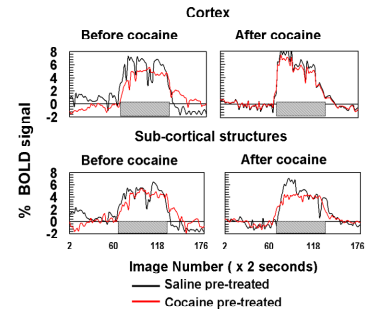 Cortex
Before cocaine After cocaine
8
6
4
2
0
-2
Sub-cortical structures
Before cocaine After cocaine
8
6
4
2
0
-2
2 60 118 176 2 60 118 176
% BOLD signal
Image Number ( x 2 seconds)
Saline pre-treated
Cocaine pre-treated